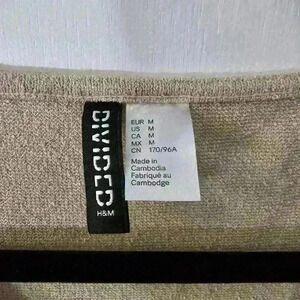 DIVIDED
H&M
EUR M
US M
CA M
MX M
CN 170/96A
Made in
Cambodia
Fabriqué au
Cambodge